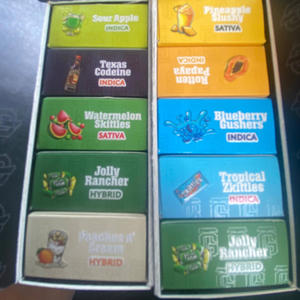 Sour Apple
INDICA
Texas
Codeine
INDICA
Watermelon
Skittles
SATIVA
Jolly
Rancher
HYBRID
Peaches n'
Cream
HYBRID
Pineapple
Slushy
SATIVA
Rotten
Papaya
INDICA
Blueberry
Gushers
INDICA
Tropical
Zkittles
INDICA
Jolly
Rancher
HYBRID